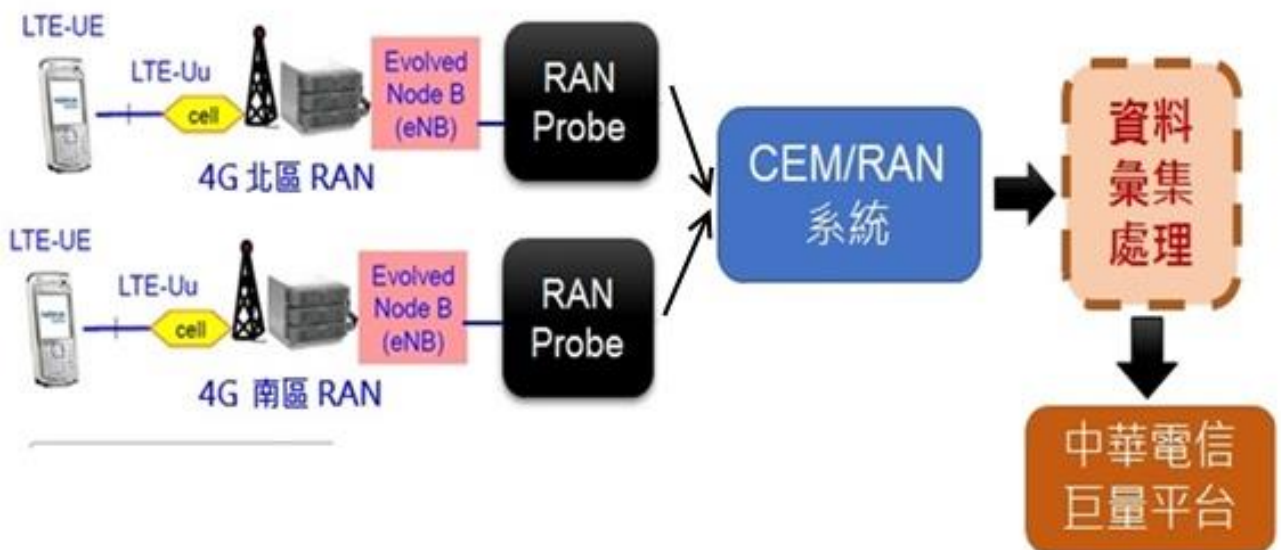 LTE-UE
LTE-Uu
cell
Evolved
Node B
(eNB)
4G 北區 RAN
RAN
Probe
LTE-UE
LTE-Uu
cell
Evolved
Node B
(eNB)
4G 南區 RAN
RAN
Probe
CEM/RAN
系統
資料
彙集
處理
中華電信
巨量平台